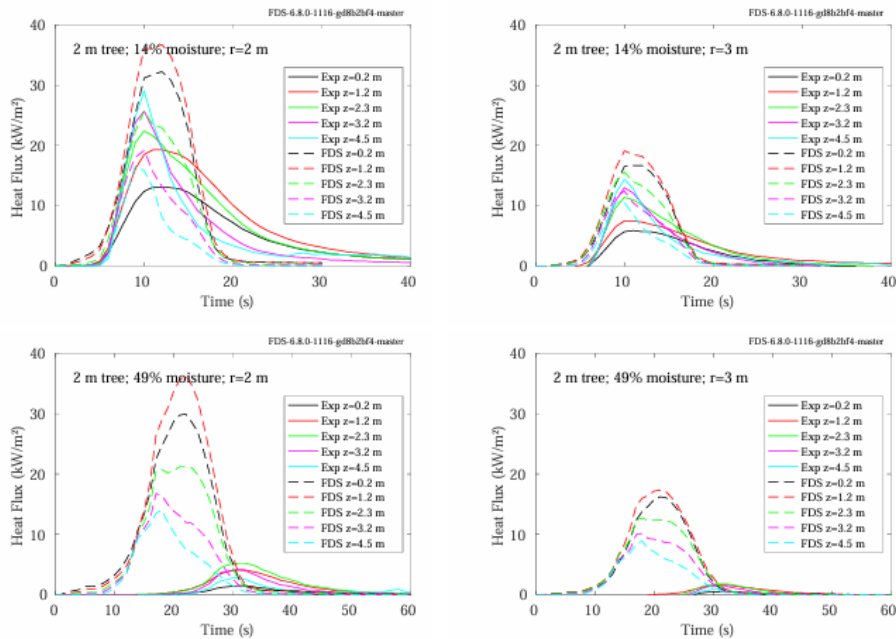 FDS-6.8.0-1116-gd8b2bf4-master
2 m tree; 14% moisture; r=2 m
Heat Flux (kW/m²)
40
30
20
10
0
Exp z=0.2 m
Exp z=1.2 m
Exp z=2.3 m
Exp z=3.2 m
Exp z=4.5 m
FDS z=0.2 m
FDS z=1.2 m
FDS z=2.3 m
FDS z=3.2 m
FDS z=4.5 m
0 10 20 30 40
Time (s)
FDS-6.8.0-1116-gd8b2bf4-master
2 m tree; 14% moisture; r=3 m
Heat Flux (kW/m²)
40
30
20
10
0
Exp z=0.2 m
Exp z=1.2 m
Exp z=2.3 m
Exp z=3.2 m
Exp z=4.5 m
FDS z=0.2 m
FDS z=1.2 m
FDS z=2.3 m
FDS z=3.2 m
FDS z=4.5 m
0 10 20 30 40
Time (s)
FDS-6.8.0-1116-gd8b2bf4-master
2 m tree; 49% moisture; r=2 m
Heat Flux (kW/m²)
40
30
20
10
0
Exp z=0.2 m
Exp z=1.2 m
Exp z=2.3 m
Exp z=3.2 m
Exp z=4.5 m
FDS z=0.2 m
FDS z=1.2 m
FDS z=2.3 m
FDS z=3.2 m
FDS z=4.5 m
0 10 20 30 40 50 60
Time (s)
FDS-6.8.0-1116-gd8b2bf4-master
2 m tree; 49% moisture; r=3 m
Heat Flux (kW/m²)
40
30
20
10
0
Exp z=0.2 m
Exp z=1.2 m
Exp z=2.3 m
Exp z=3.2 m
Exp z=4.5 m
FDS z=0.2 m
FDS z=1.2 m
FDS z=2.3 m
FDS z=3.2 m
FDS z=4.5 m
0 10 20 30 40 50 60
Time (s)